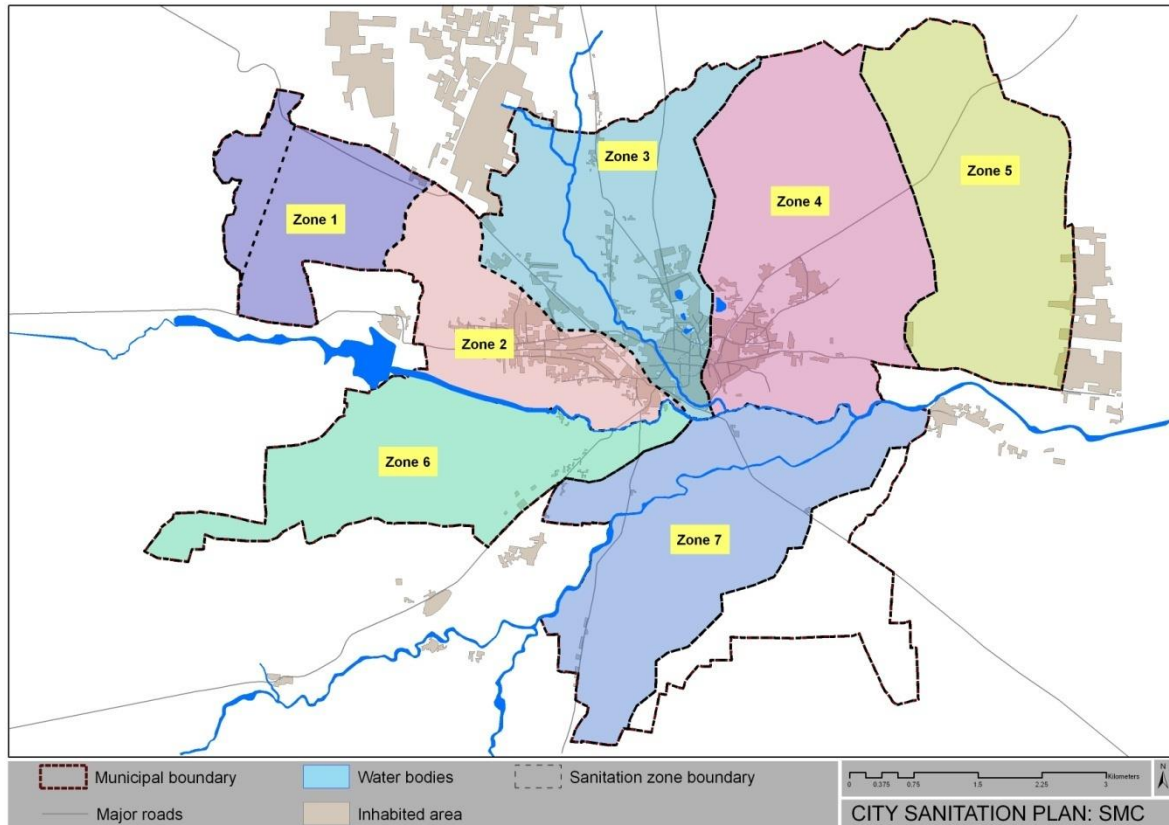 Zone 3
Zone 5
Zone 4
Zone 1
Zone 2
Zone 6
Zone 7
Municipal boundary
Water bodies
Sanitation zone boundary
Major roads
Inhabited area
0 0.375 0.75 1.5 2.25 3 Kilometers
N
CITY SANITATION PLAN: SMC